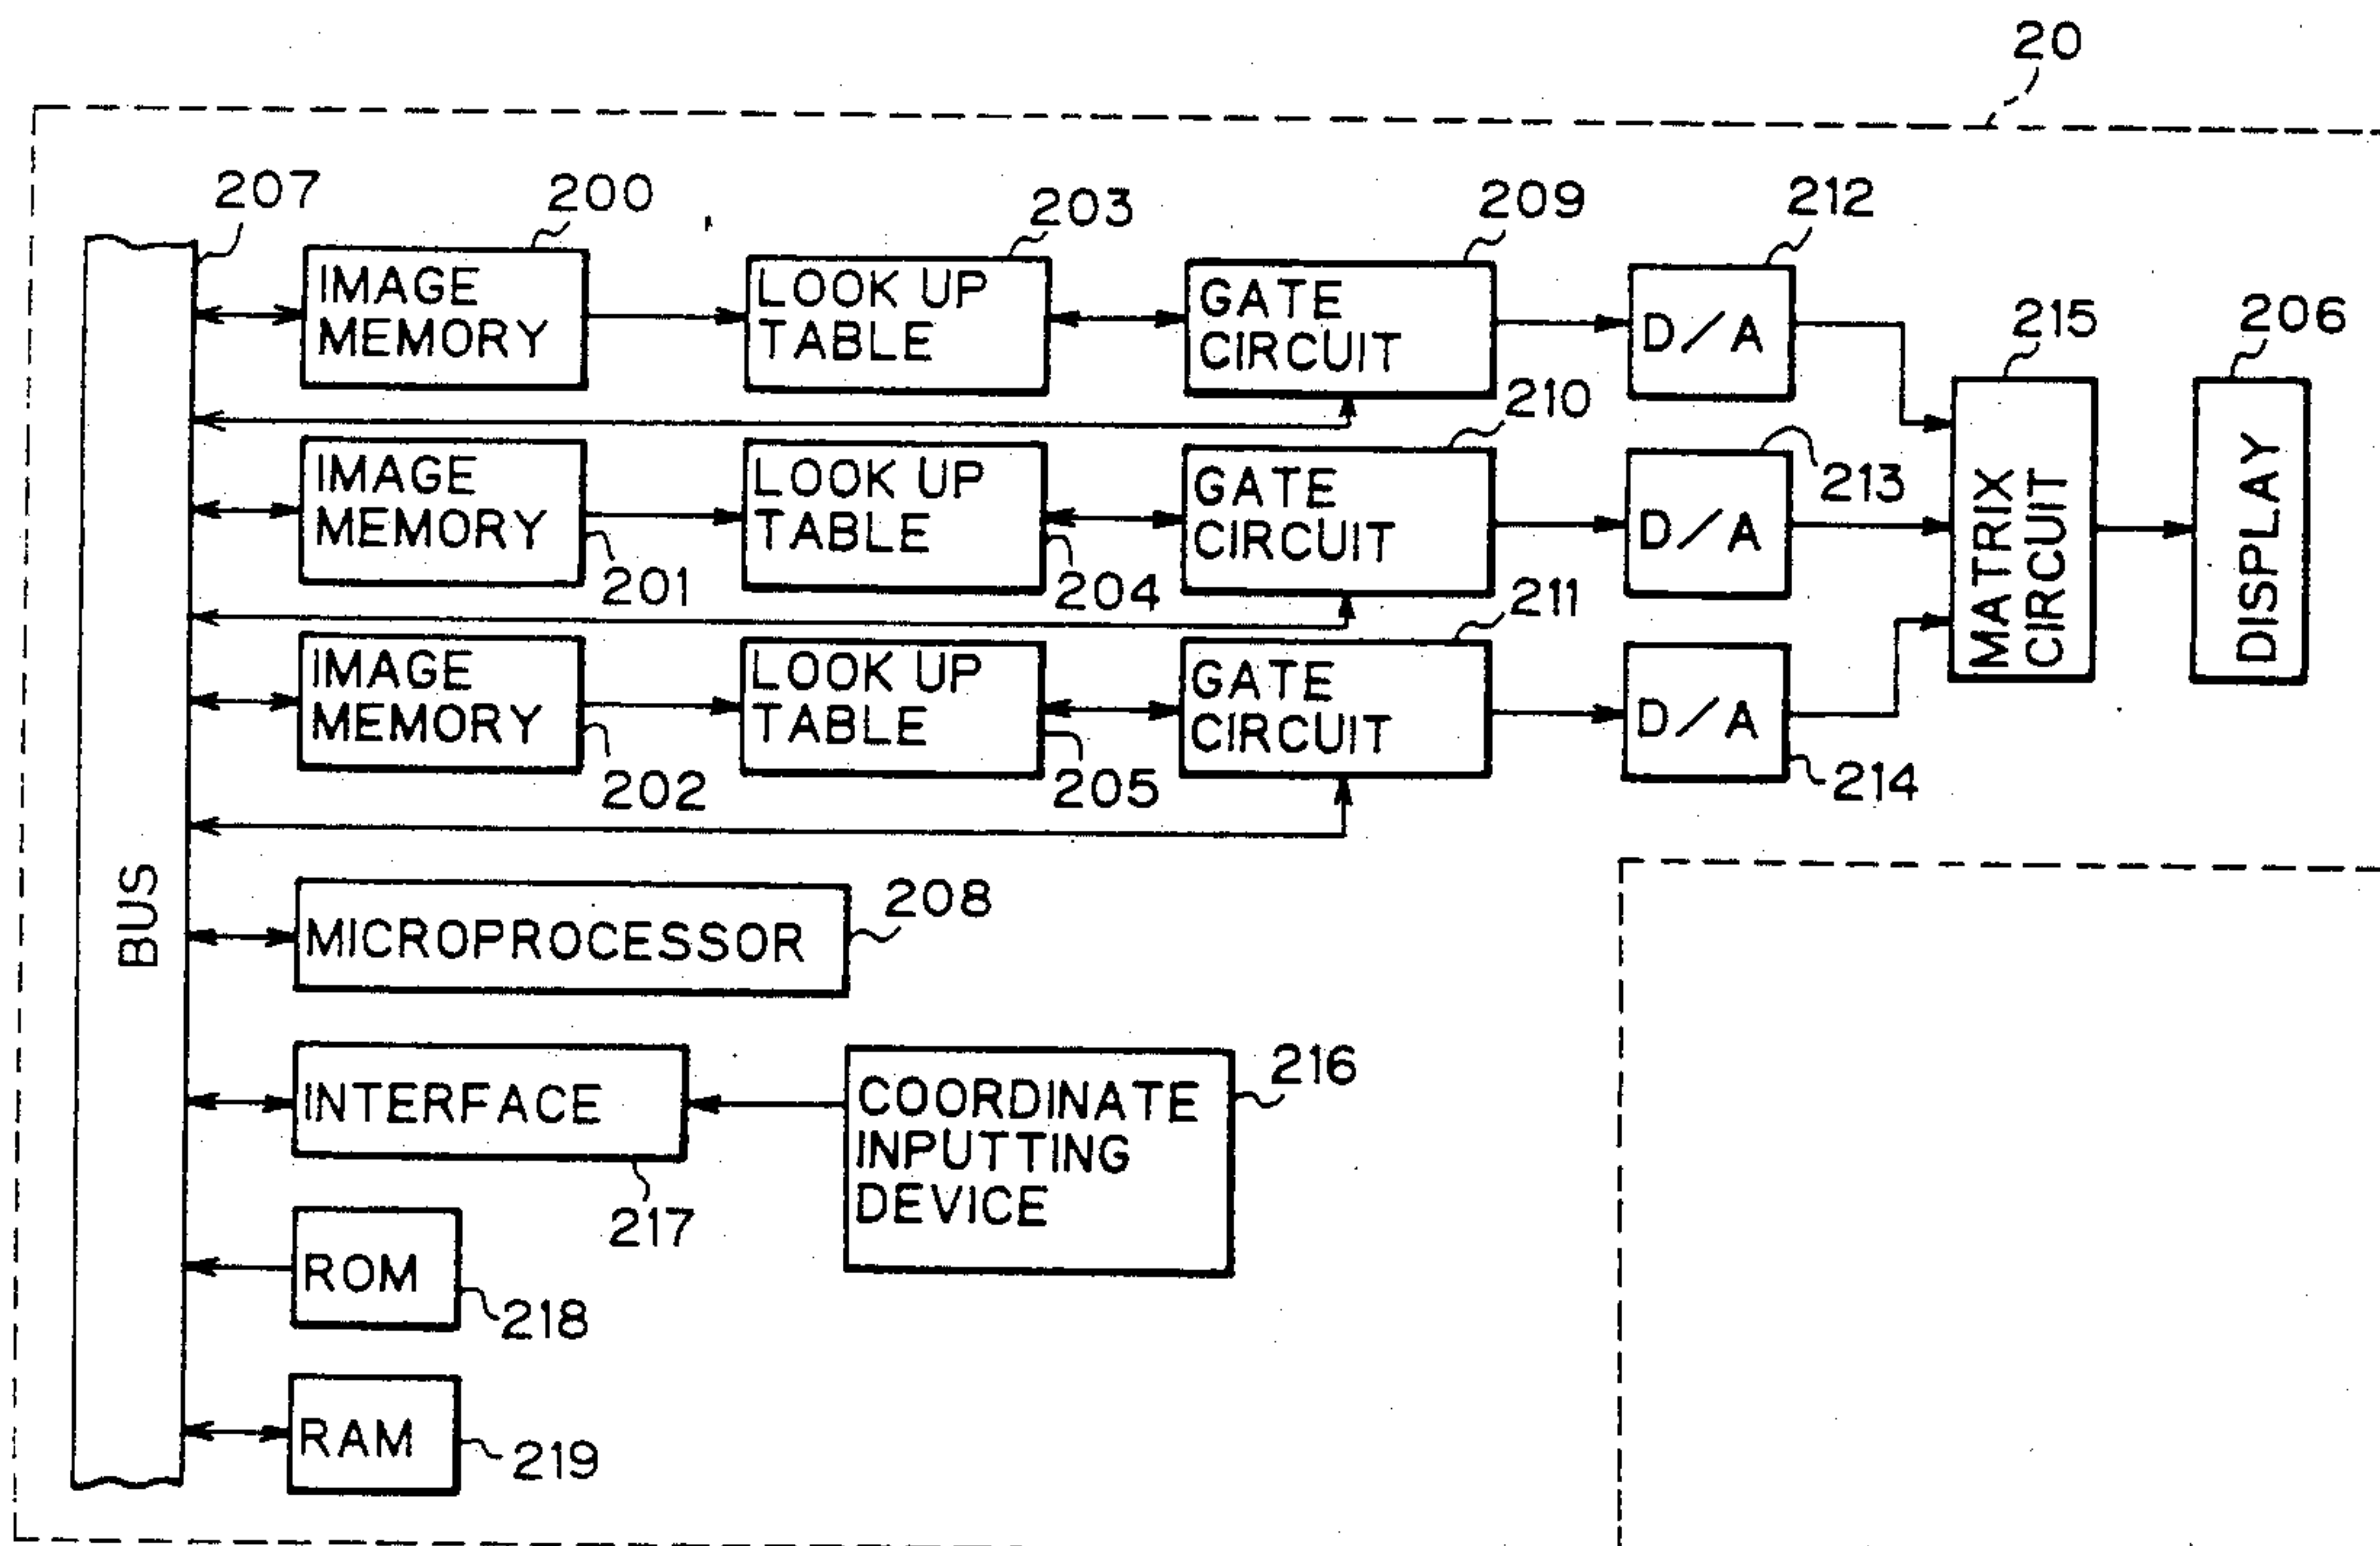 20
207
200
203
209
212
IMAGE
MEMORY
LOOK UP
TABLE
GATE
CIRCUIT
D/A
215
206
210
IMAGE
MEMORY
201
LOOK UP
TABLE
204
GATE
CIRCUIT
D/A
213
MATRIX
CIRCUIT
DISPLAY
211
IMAGE
MEMORY
202
LOOK UP
TABLE
205
GATE
CIRCUIT
D/A
214
BUS
MICROPROCESSOR
208
INTERFACE
217
COORDINATE
INPUTTING
DEVICE
216
ROM
218
RAM
219